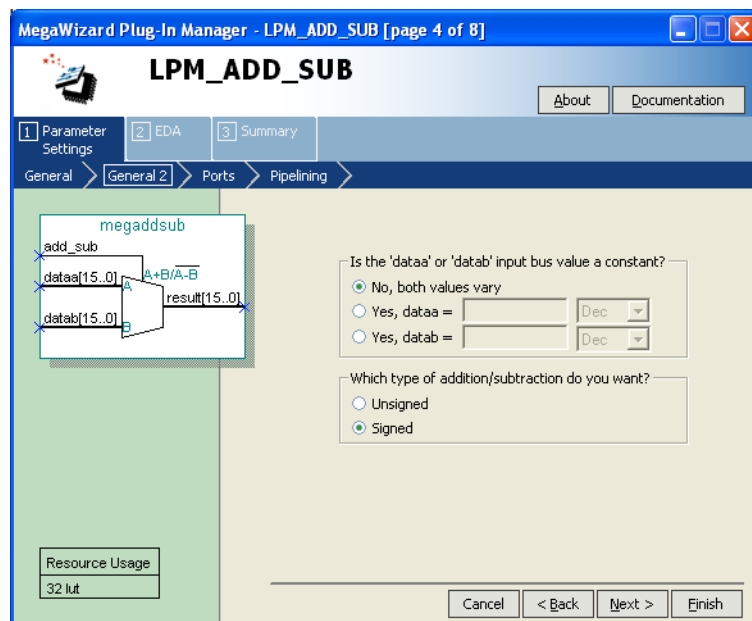 MegaWizard Plug-In Manager - LPM_ADD_SUB [page 4 of 8]
LPM_ADD_SUB
About
Documentation
1 Parameter Settings
2 EDA
3 Summary
General
General 2
Ports
Pipelining
megaddsub
add_sub
A+B/A-B
dataa[15..0]
A
result[15..0]
datab[15..0]
B
Is the 'dataa' or 'datab' input bus value a constant?
No, both values vary
Yes, dataa =
Dec
Yes, datab =
Dec
Which type of addition/subtraction do you want?
Unsigned
Signed
Resource Usage
32 lut
Cancel
< Back
Next >
Finish